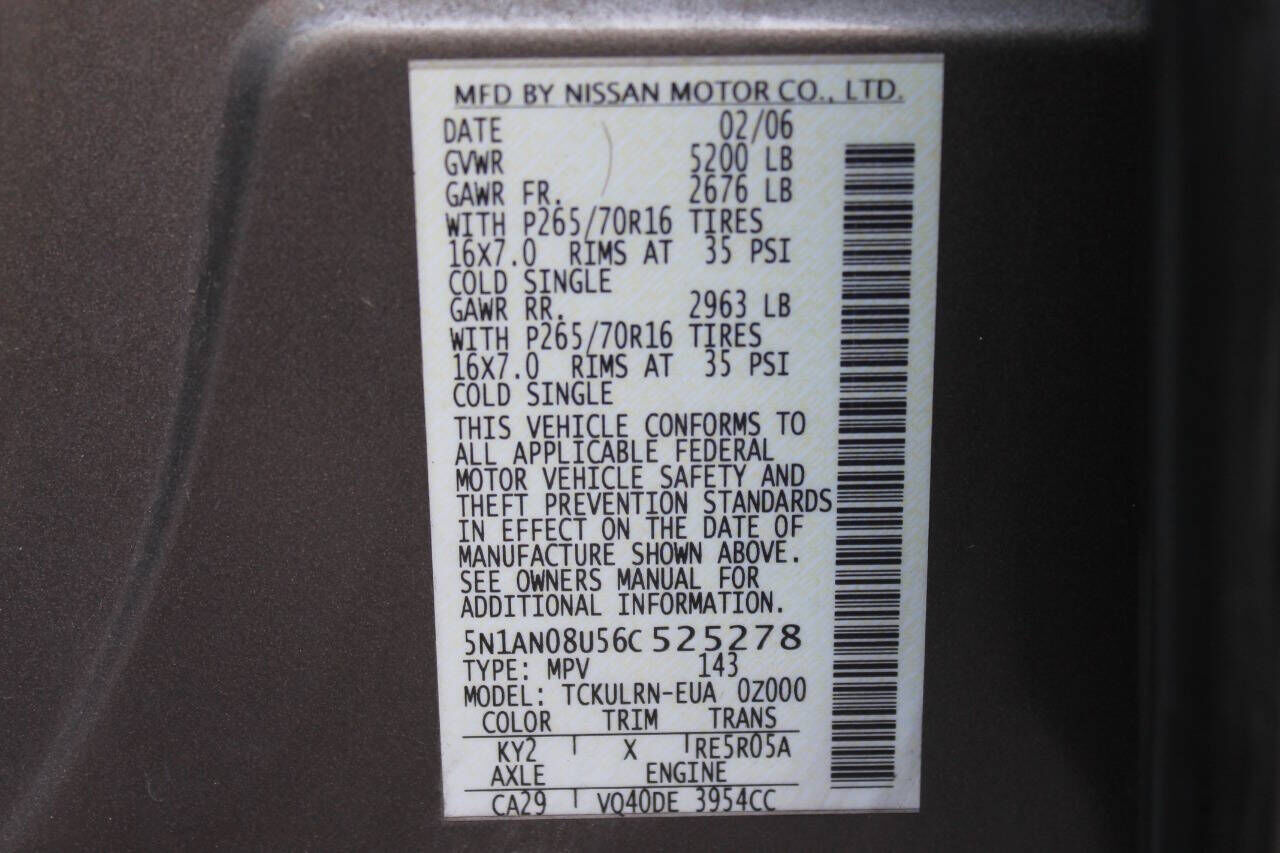 MFD BY NISSAN MOTOR CO., LTD.
DATE 02/06
GVWR 5200 LB
GAWR FR. 2676 LB
WITH P265/70R16 TIRES
16X7.0 RIMS AT 35 PSI
COLD SINGLE
GAWR RR. 2963 LB
WITH P265/70R16 TIRES
16X7.0 RIMS AT 35 PSI
COLD SINGLE
THIS VEHICLE CONFORMS TO
ALL APPLICABLE FEDERAL
MOTOR VEHICLE SAFETY AND
THEFT PREVENTION STANDARDS
IN EFFECT ON THE DATE OF
MANUFACTURE SHOWN ABOVE.
SEE OWNERS MANUAL FOR
ADDITIONAL INFORMATION.
5N1AN08U56C525278
TYPE: MPV 143
MODEL: TCKULRN-EUA 0Z000
COLOR TRIM TRANS
KY2 X RE5R05A
AXLE ENGINE
CA29 VQ40DE 3954CC